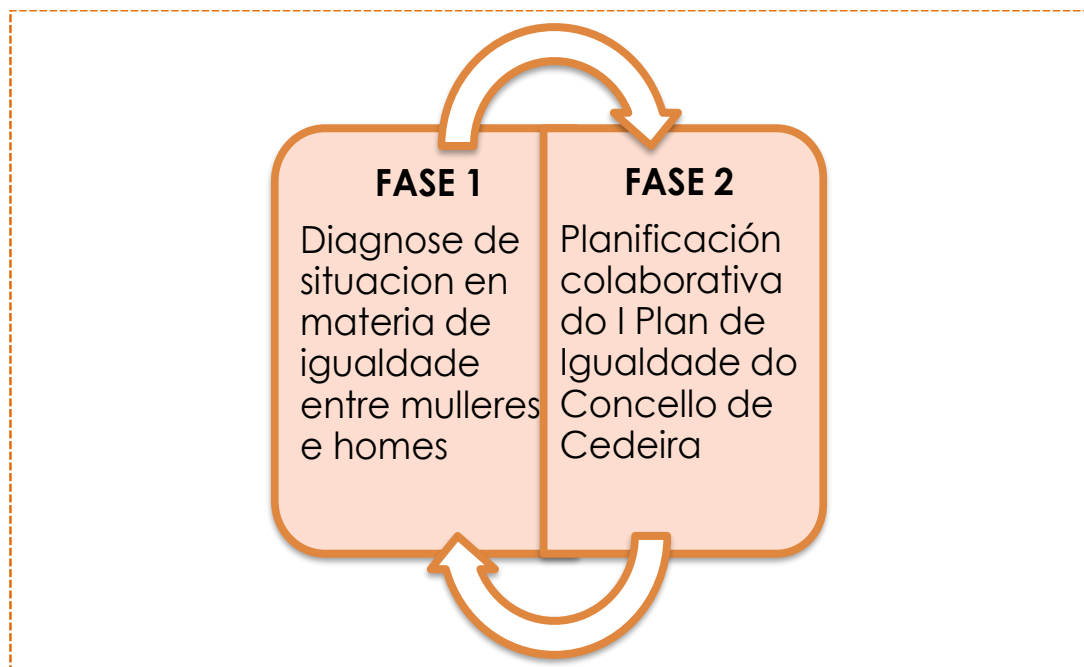 FASE 1
Diagnose de
situacion en
materia de
igualdade
entre mulleres
e homes
FASE 2
Planificación
colaborativa
do I Plan de
Igualdade do
Concello de
Cedeira